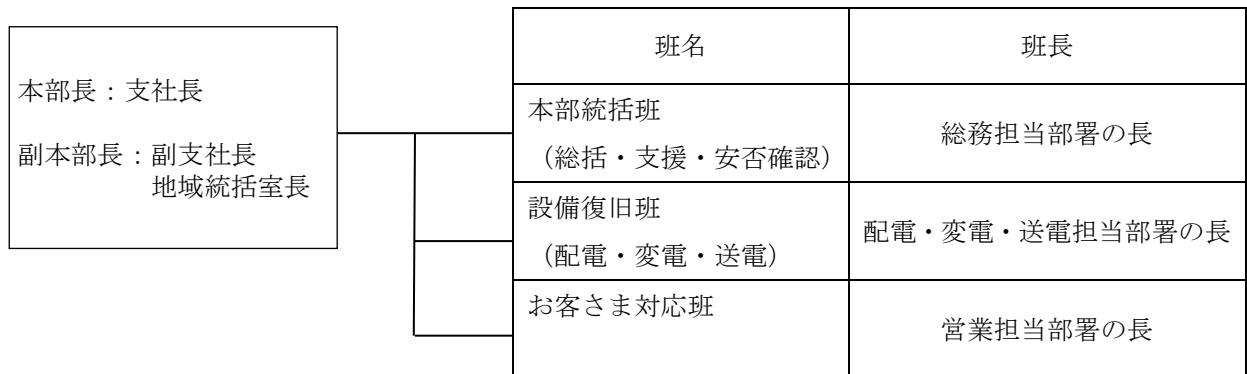 本部長：支社長
副本部長：副支社長
地域統括室長
班名
班長
本部統括班
（総括・支援・安否確認）
総務担当部署の長
設備復旧班
（配電・変電・送電）
配電・変電・送電担当部署の長
お客さま対応班
営業担当部署の長